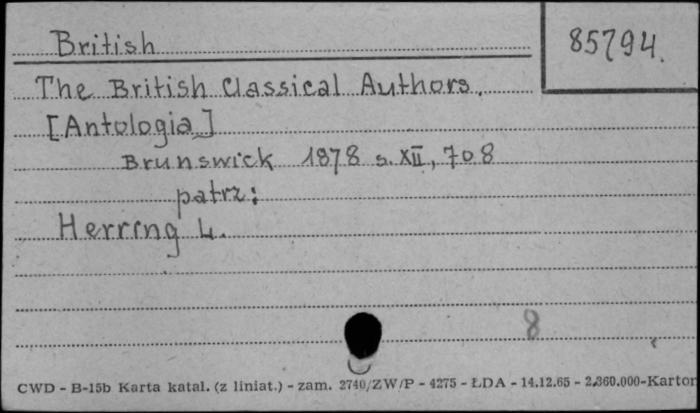 British
85794.
The British Classical Authors.
[Antologia]
Brunswick 1878 s. XII, 708
patrz:
Herring L.
8
CWD - B-15b Karta katal. (z liniat.) - zam. 2740/ZW/P - 4275 - ŁDA - 14.12.65 - 2.360.000-Karton